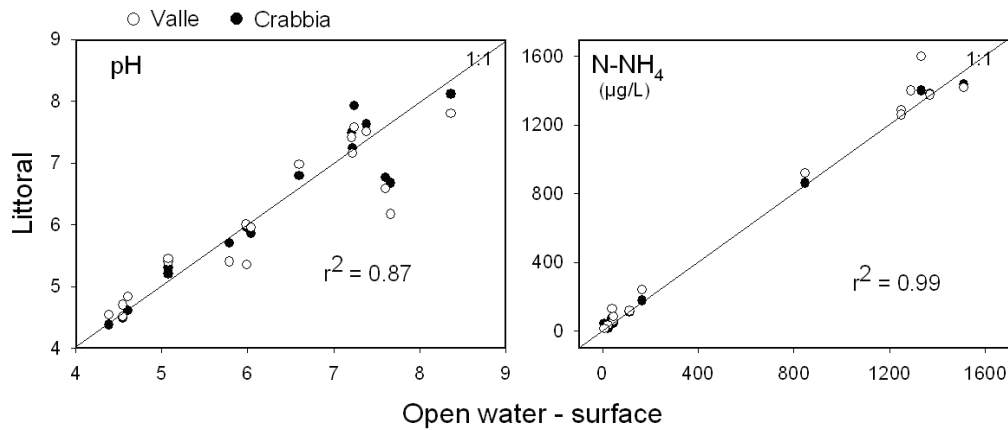 Valle Crabbia
9
8
7
6
5
4
Littoral
pH
1:1
r² = 0.87
4 5 6 7 8 9
1600
1200
800
400
0
N-NH₄
(µg/L)
1:1
r² = 0.99
0 400 800 1200 1600
Open water - surface